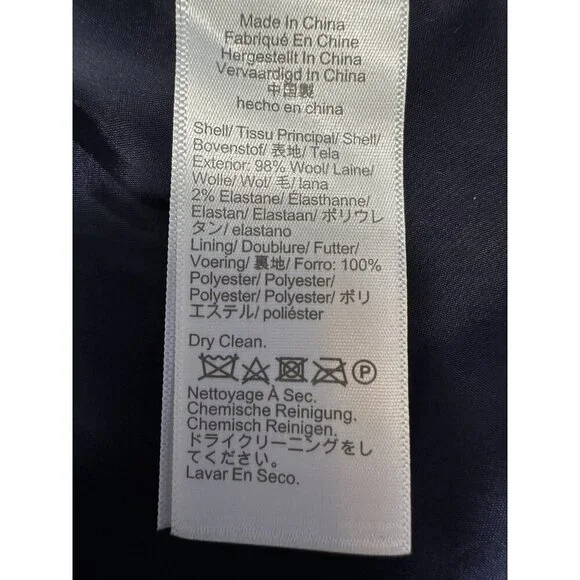 Made In China
Fabriqué En Chine
Hergestellt In China
Vervaardigd In China
中国製
hecho en china
Shell/ Tissu Principal/ Shell/
Bovenstof/ 表地/ Tela
Exterior: 98% Wool/ Laine/
Wolle/ Wol/ 毛/ lana
2% Elastane/ Élasthanne/
Elastan/ Elastaan/ ポリウレ
タン/ elastano
Lining/ Doublure/ Futter/
Voering/ 裏地/ Forro: 100%
Polyester/ Polyester/
Polyester/ Polyester/ ポリ
エステル/ poliéster
Dry Clean.
P
Nettoyage À Sec.
Chemische Reinigung.
Chemisch Reinigen.
ドライクリーニングをし
てください。
Lavar En Seco.